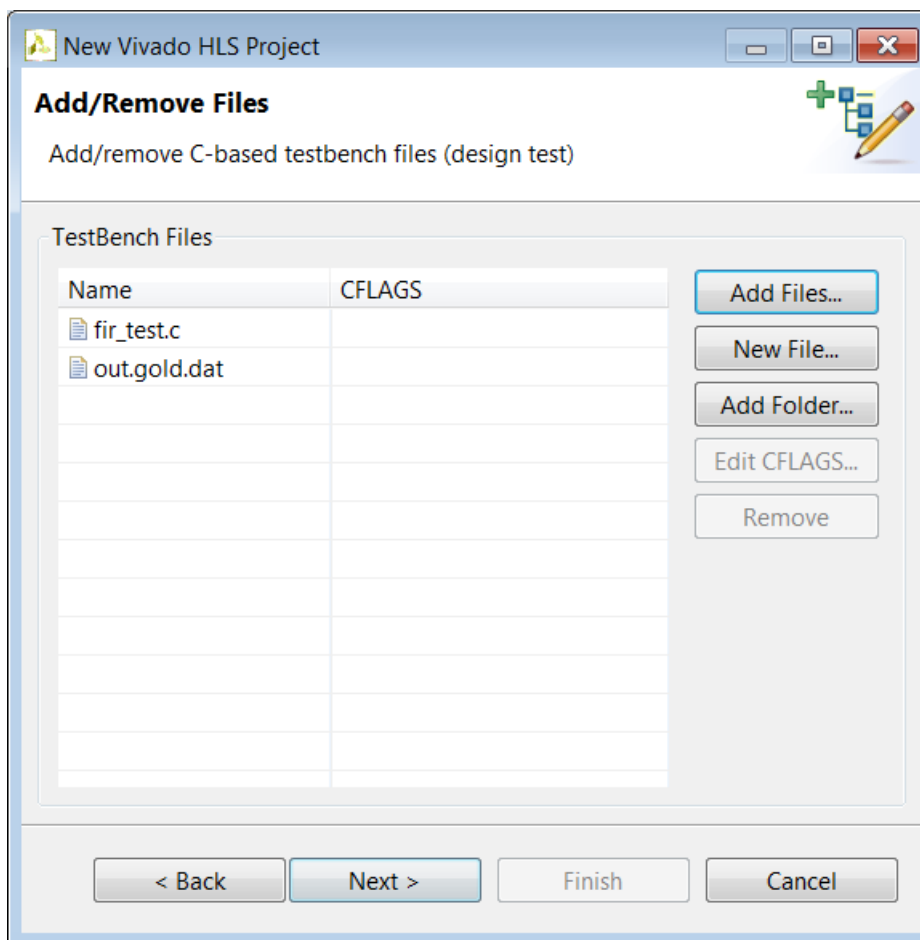 New Vivado HLS Project
Add/Remove Files
Add/remove C-based testbench files (design test)
TestBench Files
Name CFLAGS
fir_test.c
out.gold.dat
Add Files...
New File...
Add Folder...
Edit CFLAGS...
Remove
< Back Next > Finish Cancel